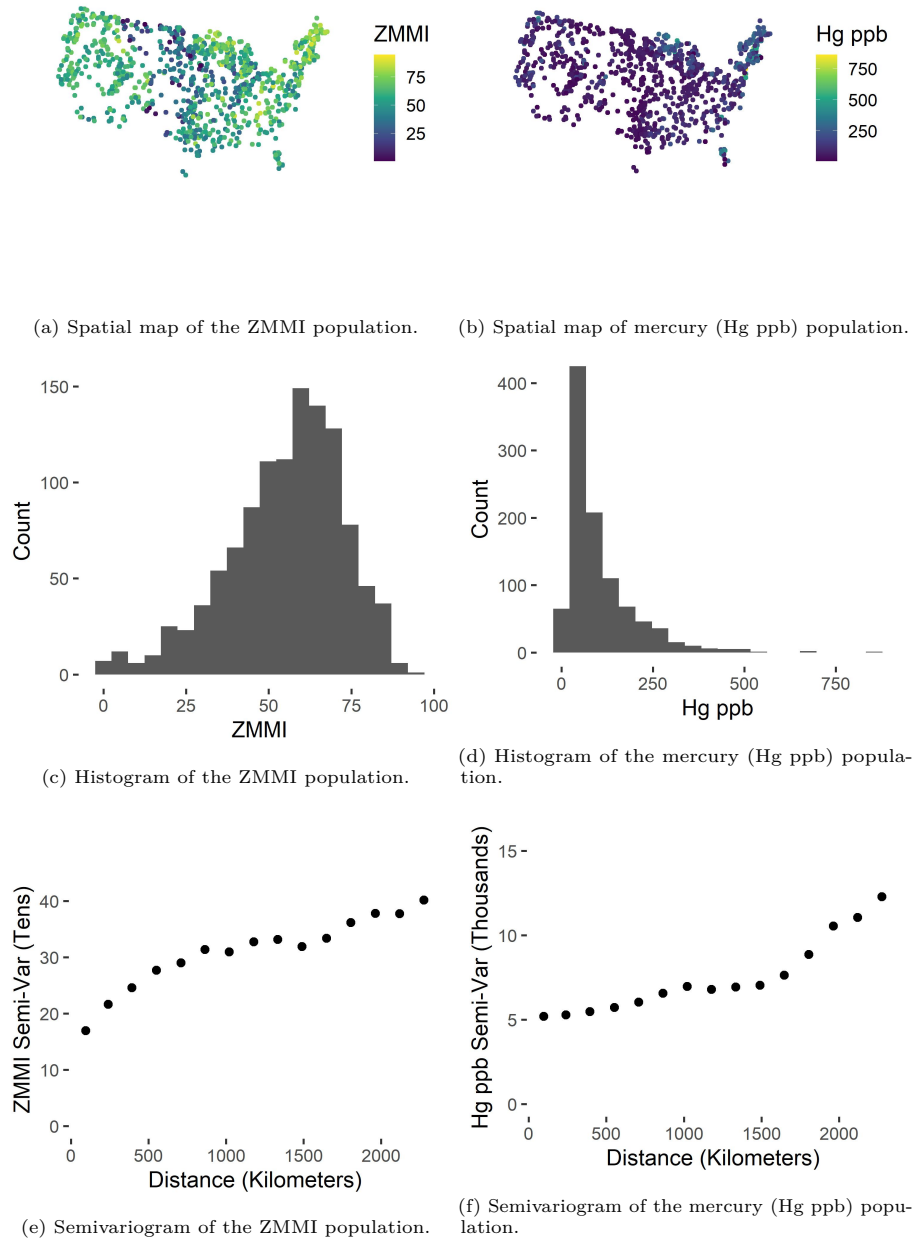 ZMMI
75
50
25
Hg ppb
750
500
250
(a) Spatial map of the ZMMI population.
(b) Spatial map of mercury (Hg ppb) population.
150
100
50
0
Count
0 25 50 75 100
ZMMI
400
300
200
100
0
Count
0 250 500 750
Hg ppb
(c) Histogram of the ZMMI population.
(d) Histogram of the mercury (Hg ppb) popula-
tion.
40
30
20
10
0
ZMMI Semi-Var (Tens)
0 500 1000 1500 2000
Distance (Kilometers)
15
10
5
0
Hg ppb Semi-Var (Thousands)
0 500 1000 1500 2000
Distance (Kilometers)
(e) Semivariogram of the ZMMI population.
(f) Semivariogram of the mercury (Hg ppb) popu-
lation.